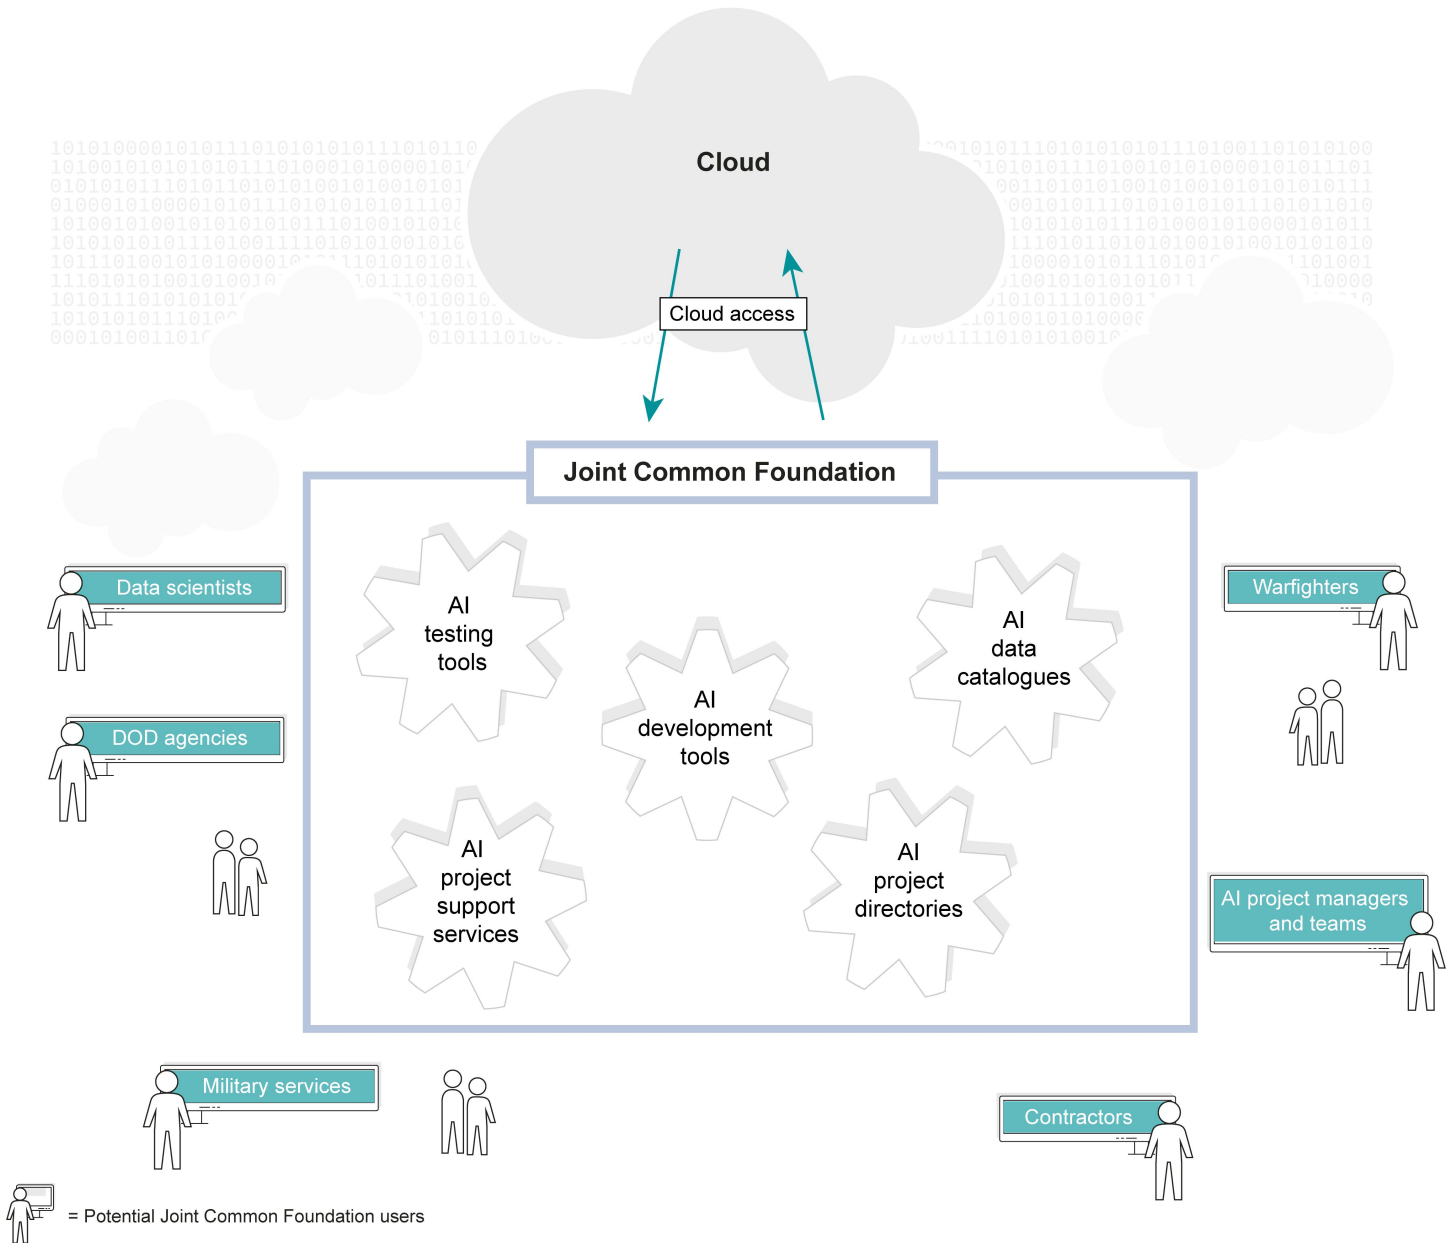 Cloud
Cloud access
Joint Common Foundation
Data scientists
DOD agencies
Military services
AI
testing
tools
AI
development
tools
AI
data
catalogues
AI
project
support
services
AI
project
directories
Warfighters
AI project managers
and teams
Contractors
= Potential Joint Common Foundation users